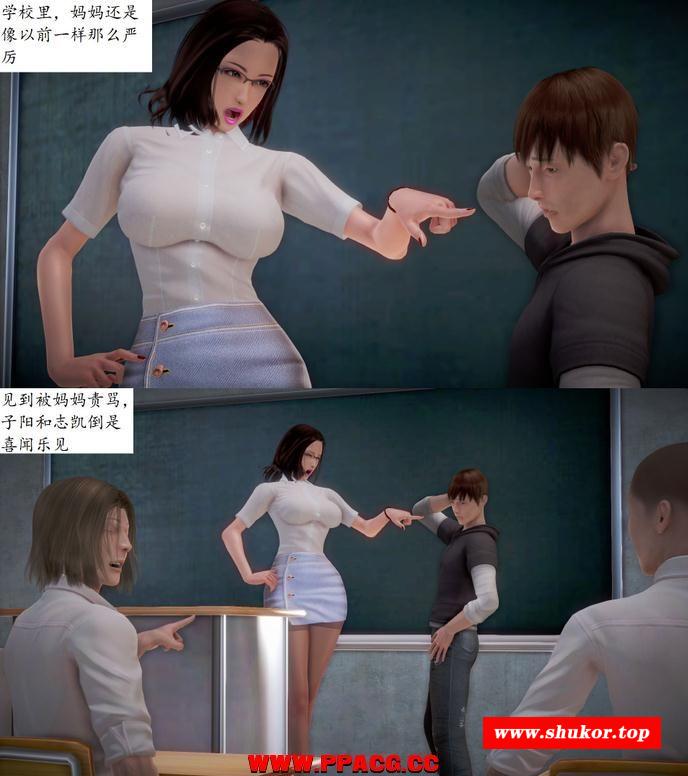 学校里，妈妈还是
像以前一样那么严
厉
见到被妈妈责骂，
子阳和志凯倒是
喜闻乐见
www.shukor.top
WWW.PPACG.CC